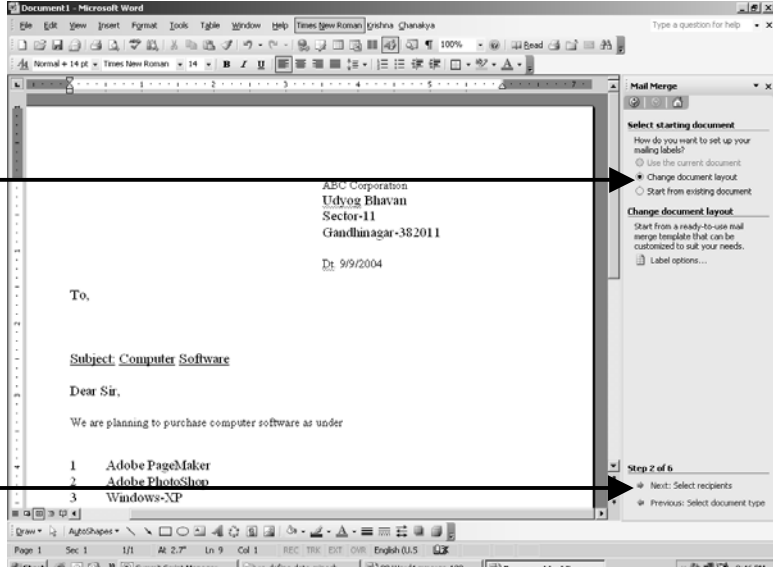 Document1 - Microsoft Word
File Edit View Insert Format Tools Table Window Help Times New Roman Krishna Chanakya Type a question for help
100% Read
Normal + 14 pt Times New Roman 14 B I U
Mail Merge
Select starting document
How do you want to set up your
mailing labels?
Use the current document
Change document layout
Start from existing document
Change document layout
Start from a ready-to-use mail
merge template that can be
customized to suit your needs.
Label options...
ABC Corporation
Udyog Bhavan
Sector-11
Gandhinagar-382011
Dt 9/9/2004
To,
Subject: Computer Software
Dear Sir,
We are planning to purchase computer software as under
1 Adobe PageMaker
2 Adobe PhotoShop
3 Windows-XP
Step 2 of 6
Next: Select recipients
Previous: Select document type
Draw AutoShapes
Page 1 Sec 1 1/1 At 2.7" Ln 9 Col 1 REC TRK EXT OVR English (U.S